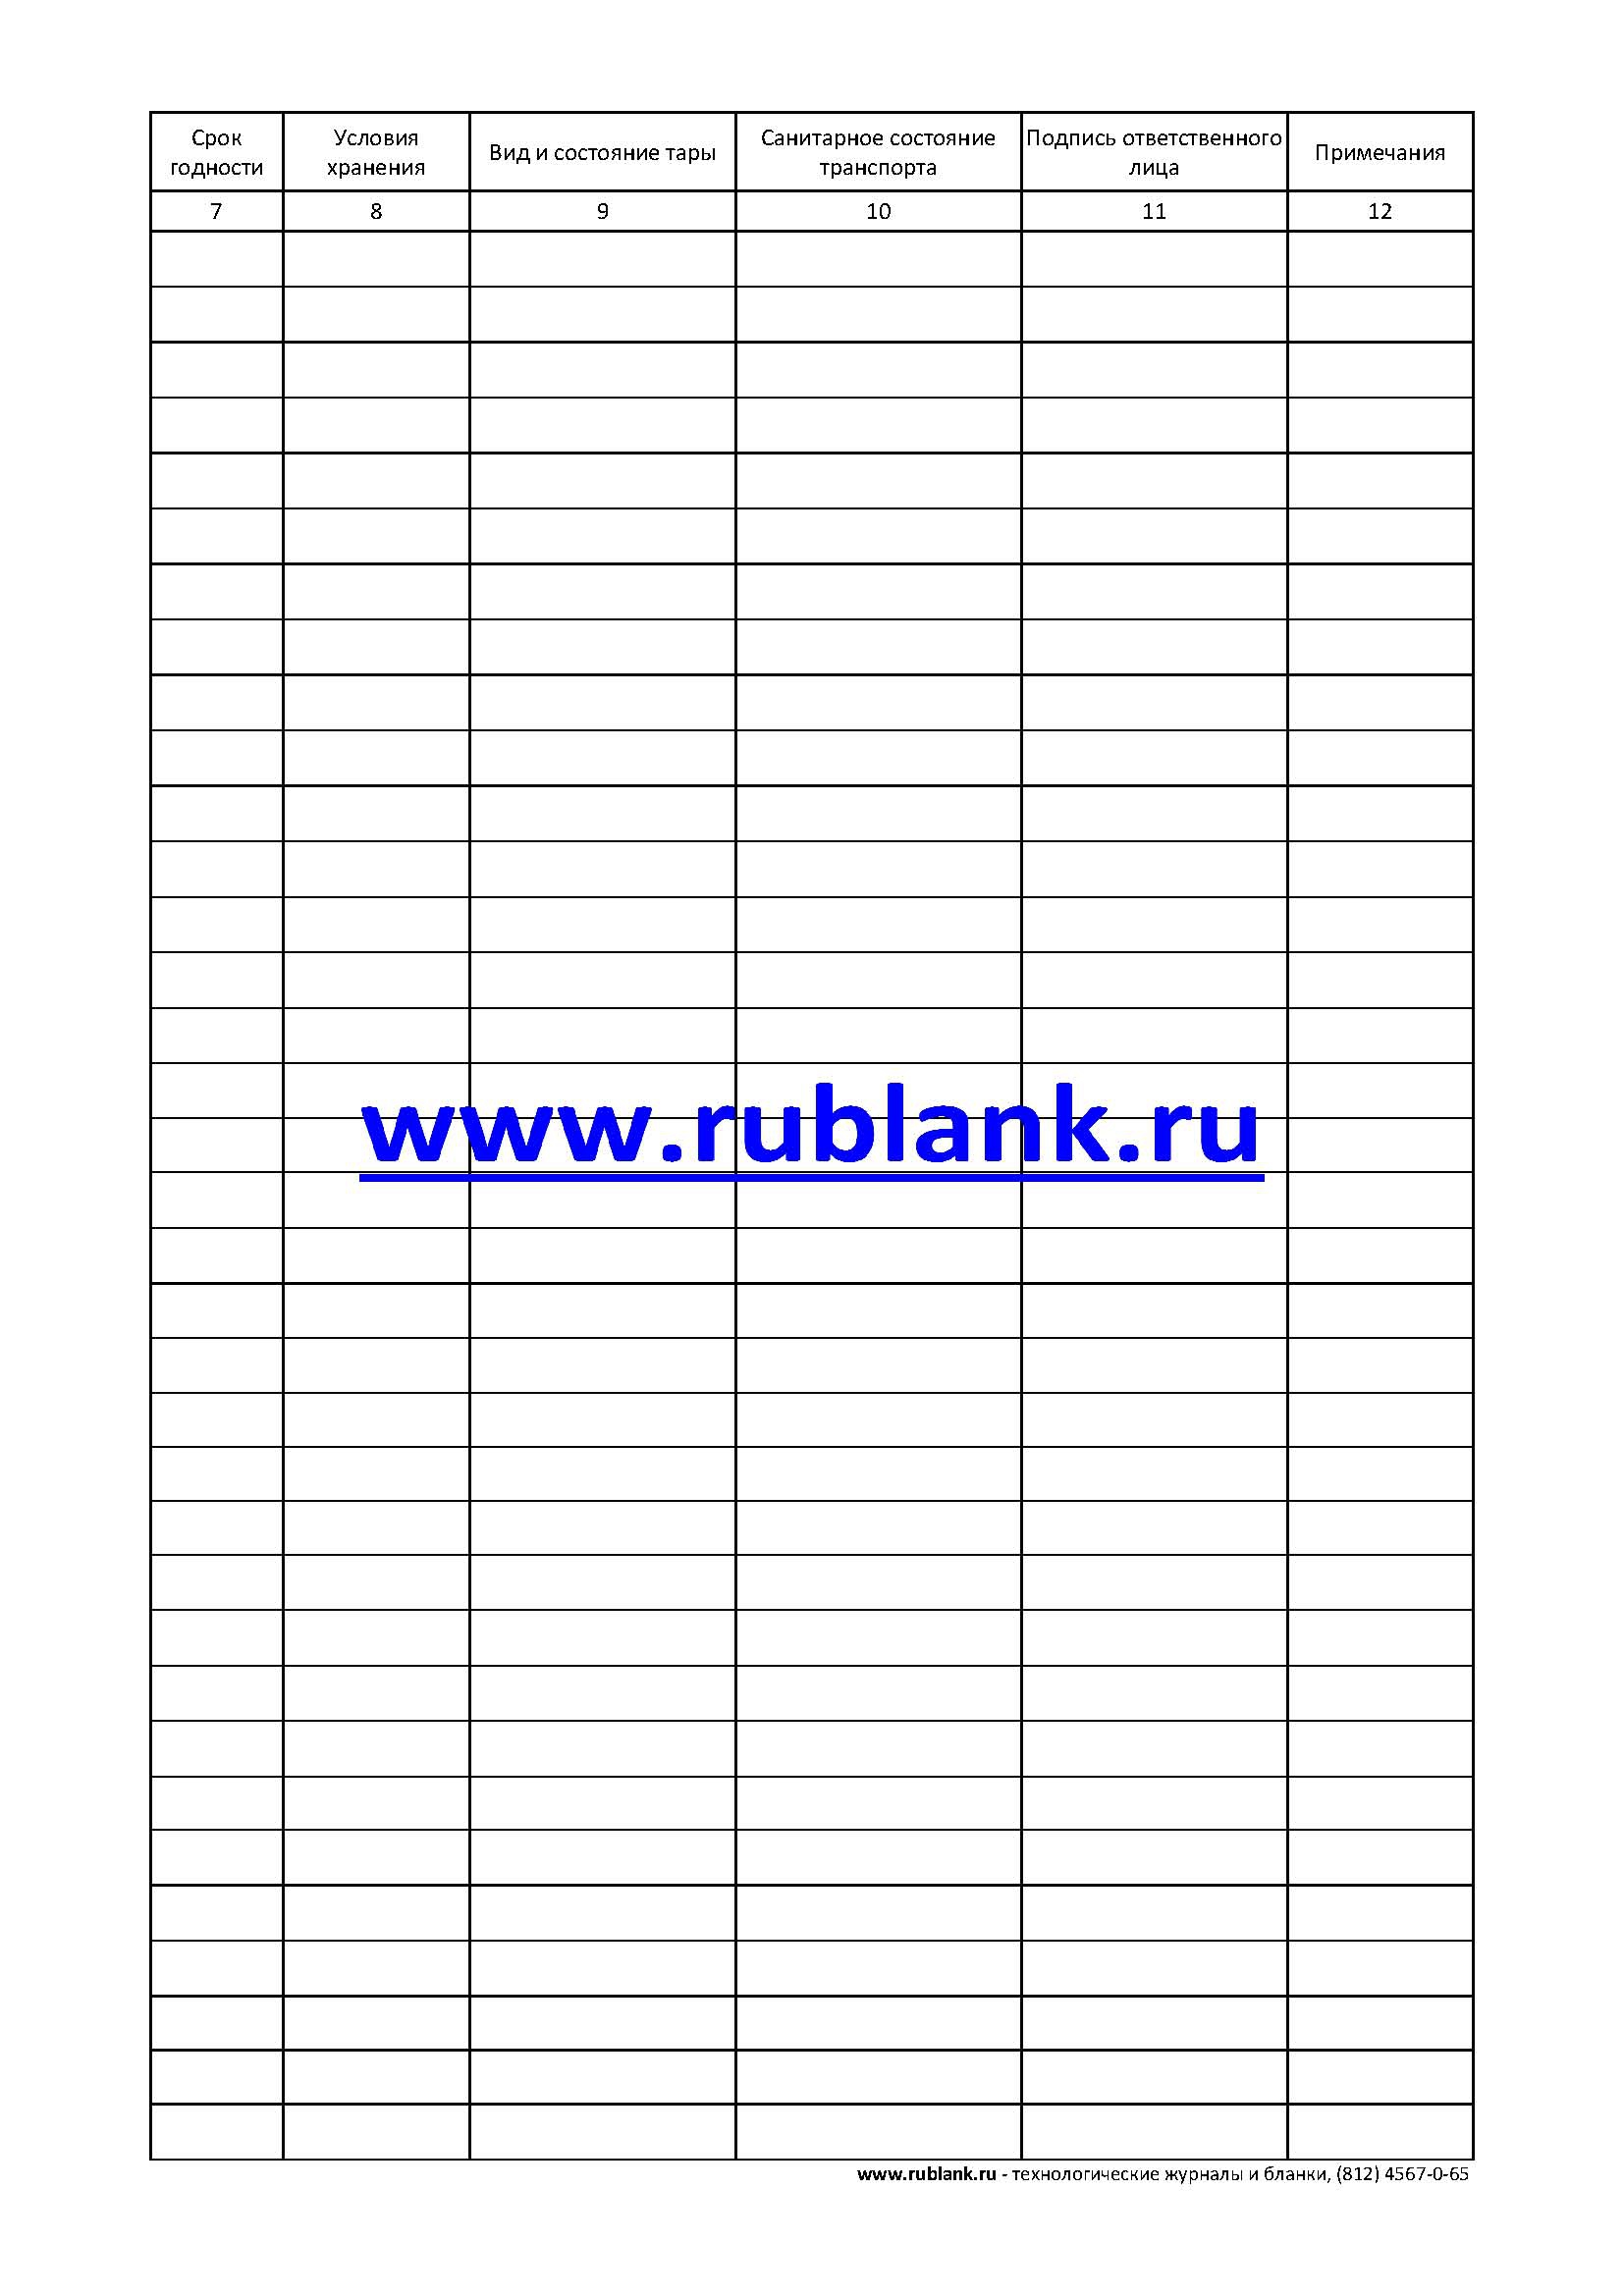 Срок годности
Условия хранения
Вид и состояние тары
Санитарное состояние транспорта
Подпись ответственного лица
Примечания
7 8 9 10 11 12
www.rublank.ru
www.rublank.ru - технологические журналы и бланки, (812) 4567-0-65